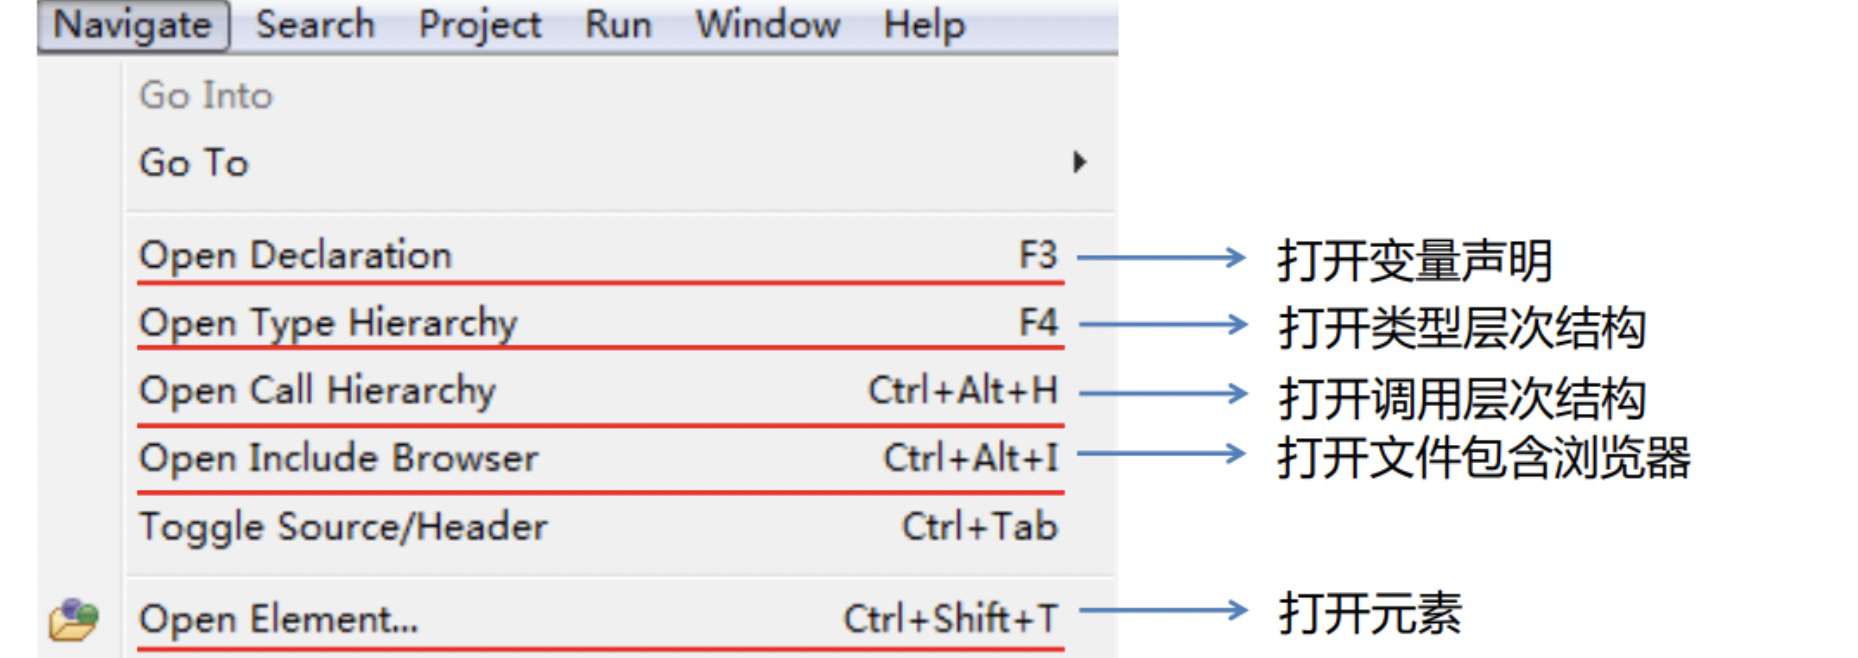 Navigate Search Project Run Window Help
Go Into
Go To
Open Declaration F3 打开变量声明
Open Type Hierarchy F4 打开类型层次结构
Open Call Hierarchy Ctrl+Alt+H 打开调用层次结构
Open Include Browser Ctrl+Alt+I 打开文件包含浏览器
Toggle Source/Header Ctrl+Tab
Open Element... Ctrl+Shift+T 打开元素